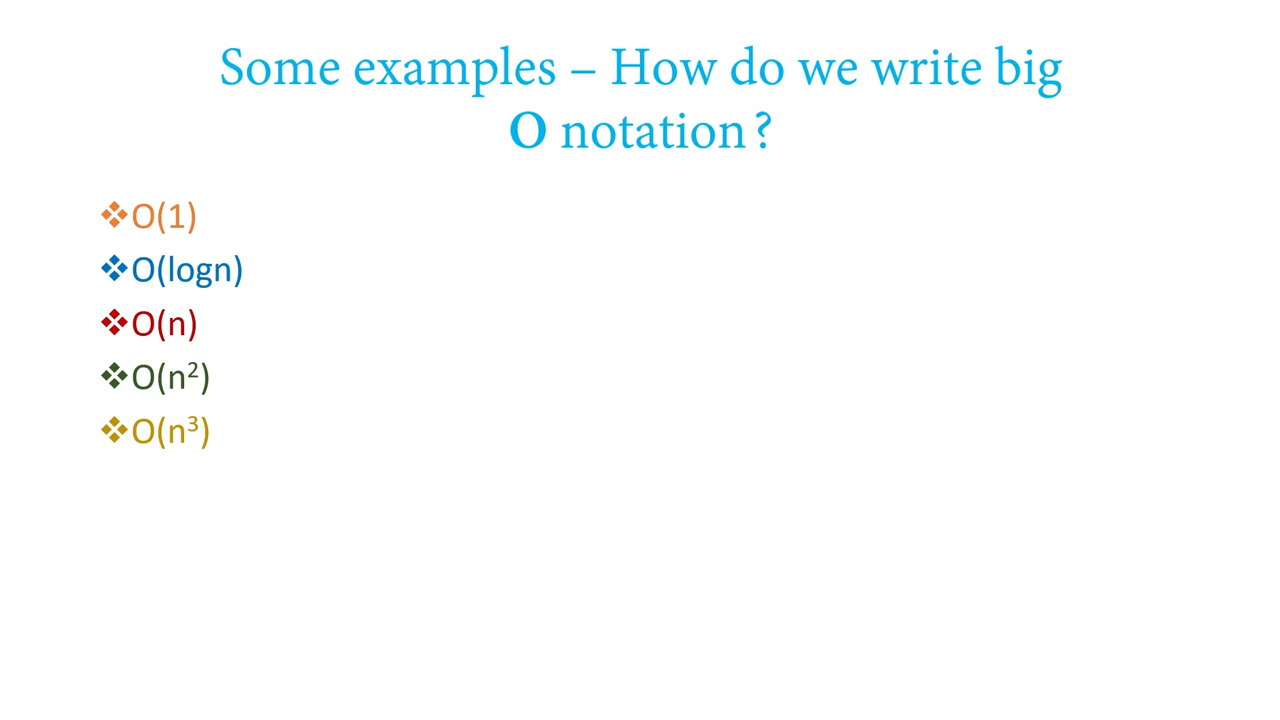 Some examples – How do we write big
O notation ?
❖O(1)
❖O(logn)
❖O(n)
❖O(n²)
❖O(n³)